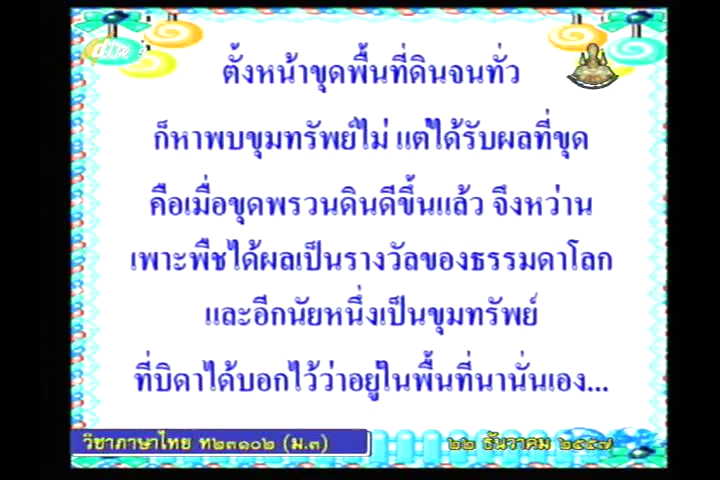 ตั้งหน้าขุดพื้นที่ดินจนทั่ว
ก็หาพบขุมทรัพย์ไม่ แต่ได้รับผลที่ขุด
คือเมื่อขุดพรวนดินดีขึ้นแล้ว จึงหว่าน
เพาะพืชได้ผลเป็นรางวัลของธรรมดาโลก
และอีกนัยหนึ่งเป็นขุมทรัพย์
ที่บิดาได้บอกไว้ว่าอยู่ในพื้นที่นานั่นเอง...
วิชาภาษาไทย ท๒๓๑๐๒ (ม.๓)
๒๒ ธันวาคม ๒๕๕๗